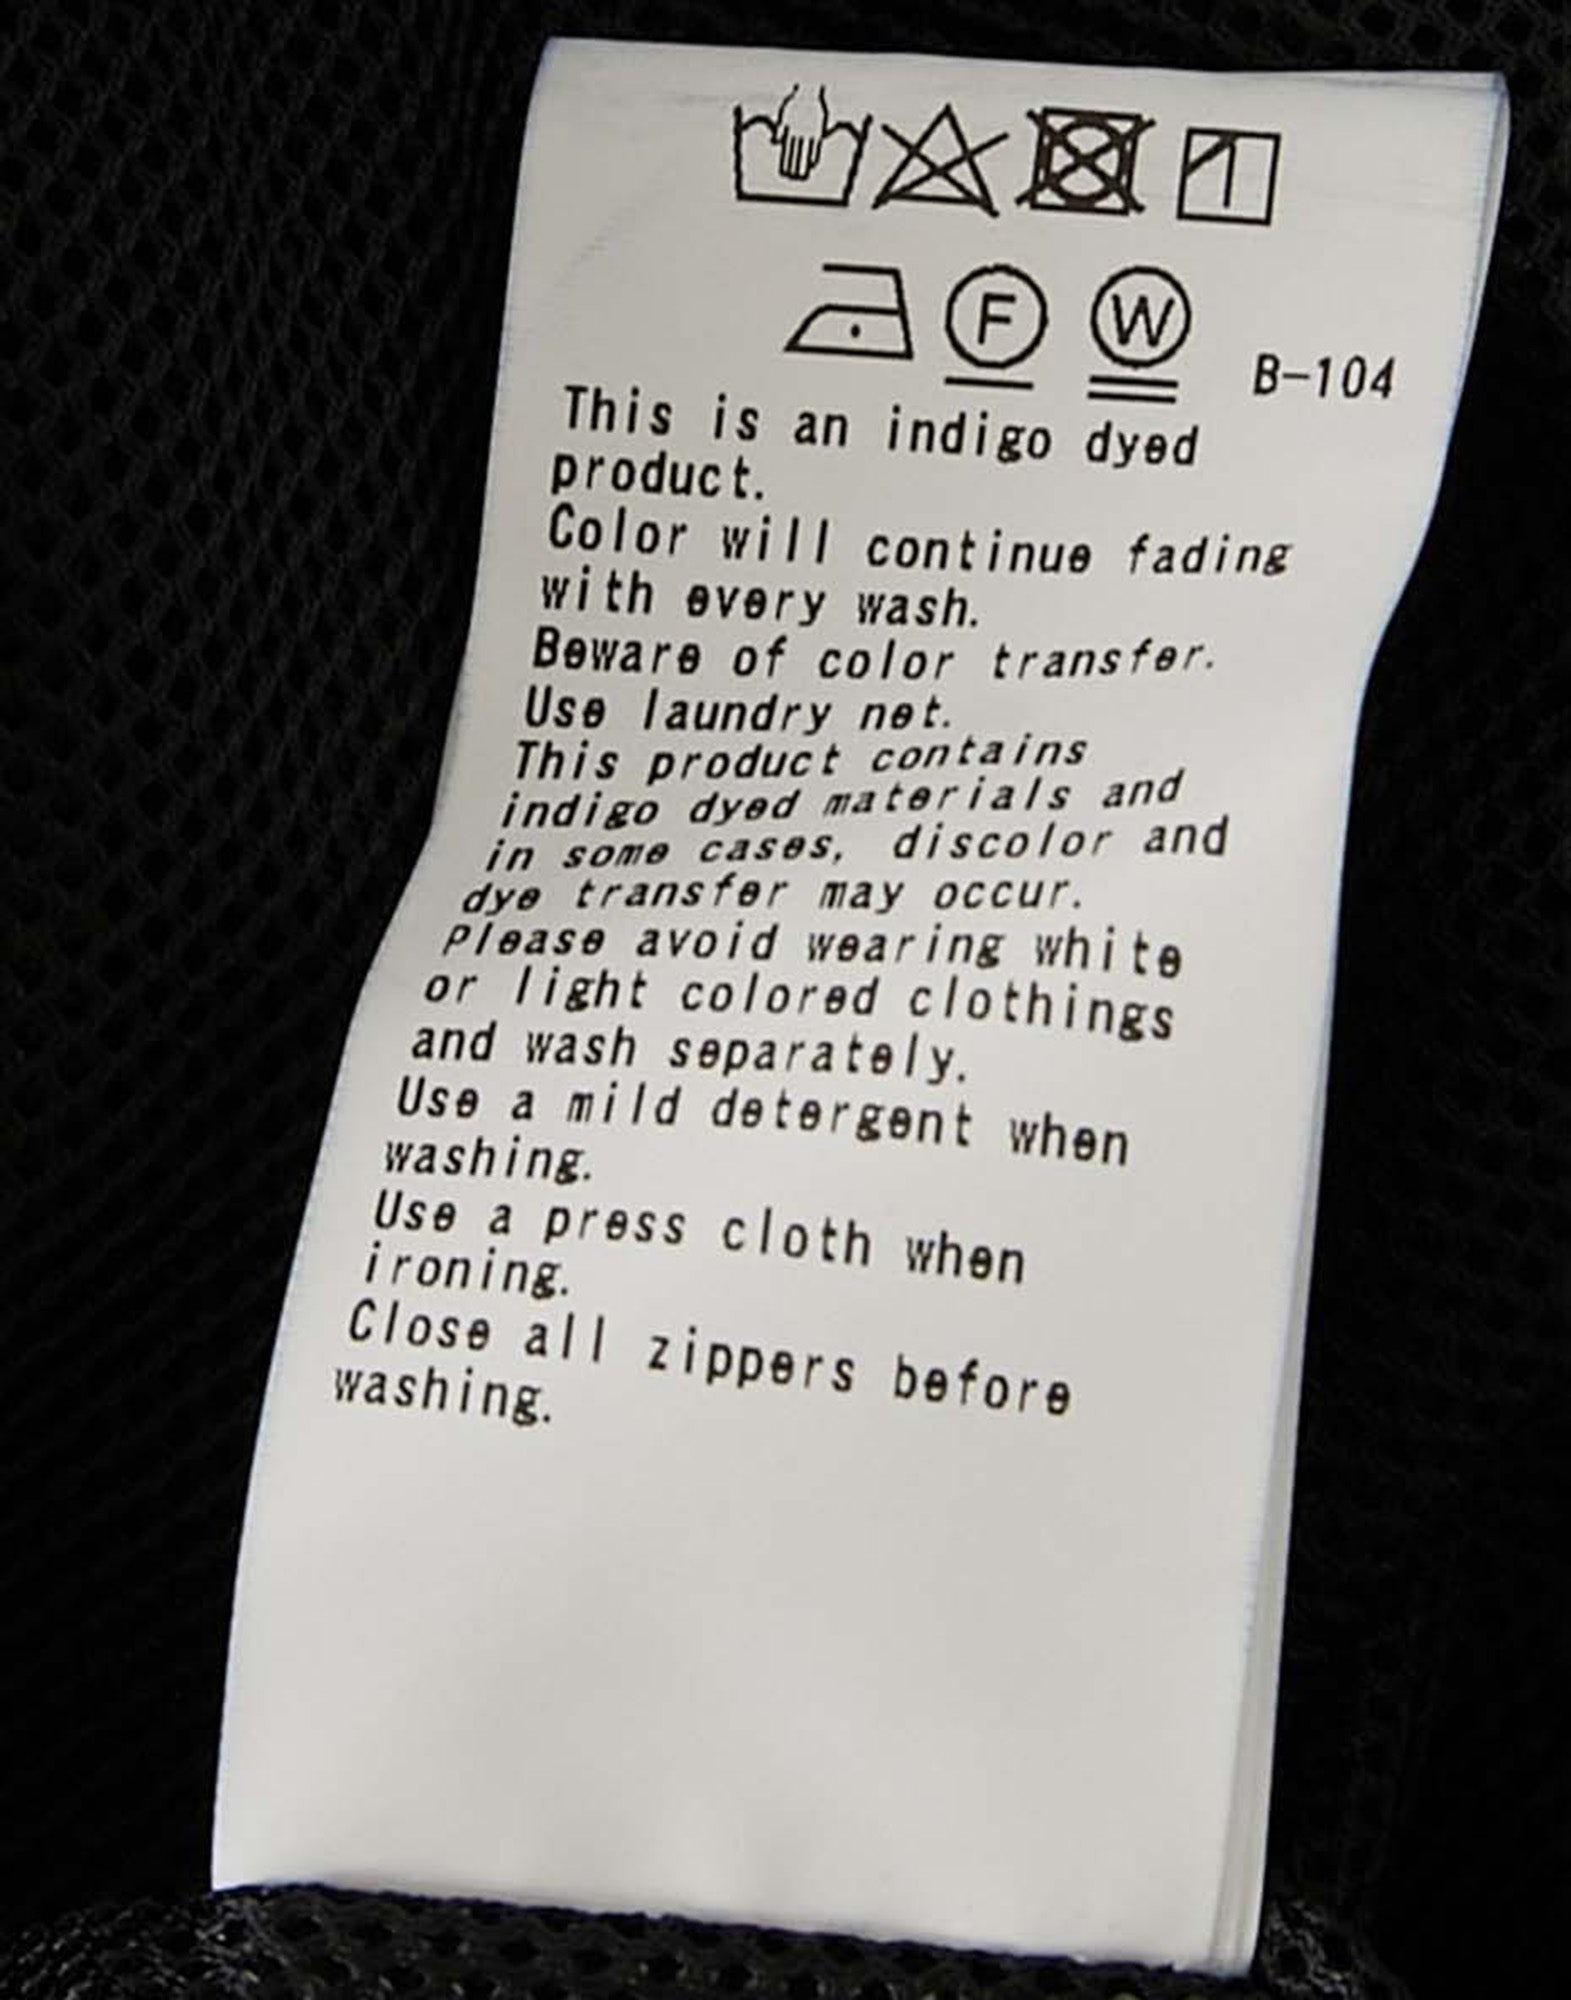 F W B-104
This is an indigo dyed
product.
Color will continue fading
with every wash.
Beware of color transfer.
Use laundry net.
This product contains
indigo dyed materials and
in some cases, discolor and
dye transfer may occur.
Please avoid wearing white
or light colored clothings
and wash separately.
Use a mild detergent when
washing.
Use a press cloth when
ironing.
Close all zippers before
washing.